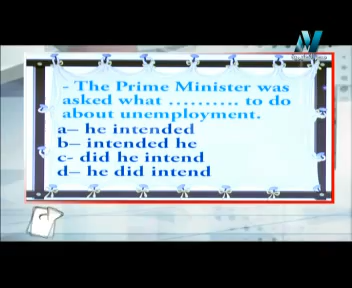 - The Prime Minister was
asked what .......... to do
about unemployment.
a– he intended
b– intended he
c- did he intend
d– he did intend